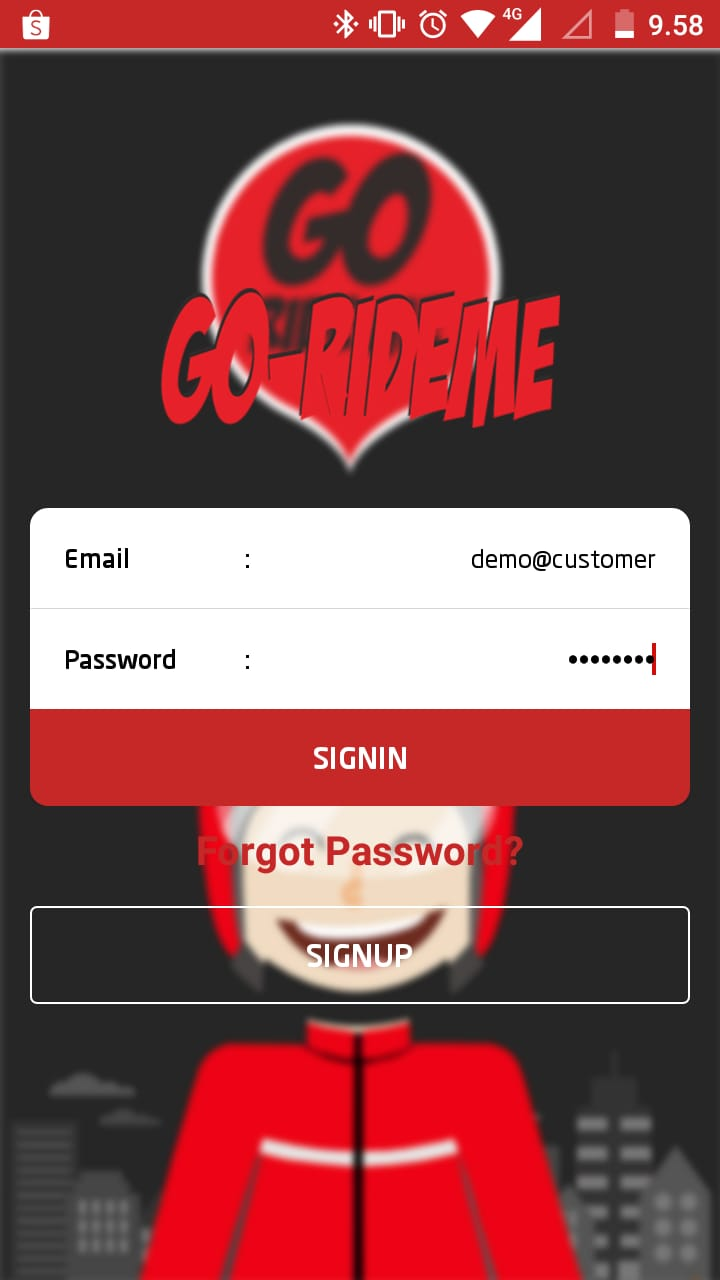 4G 9.58
GO
GO-RIDEME
Email : demo@customer
Password : ••••••••
SIGNIN
Forgot Password?
SIGNUP